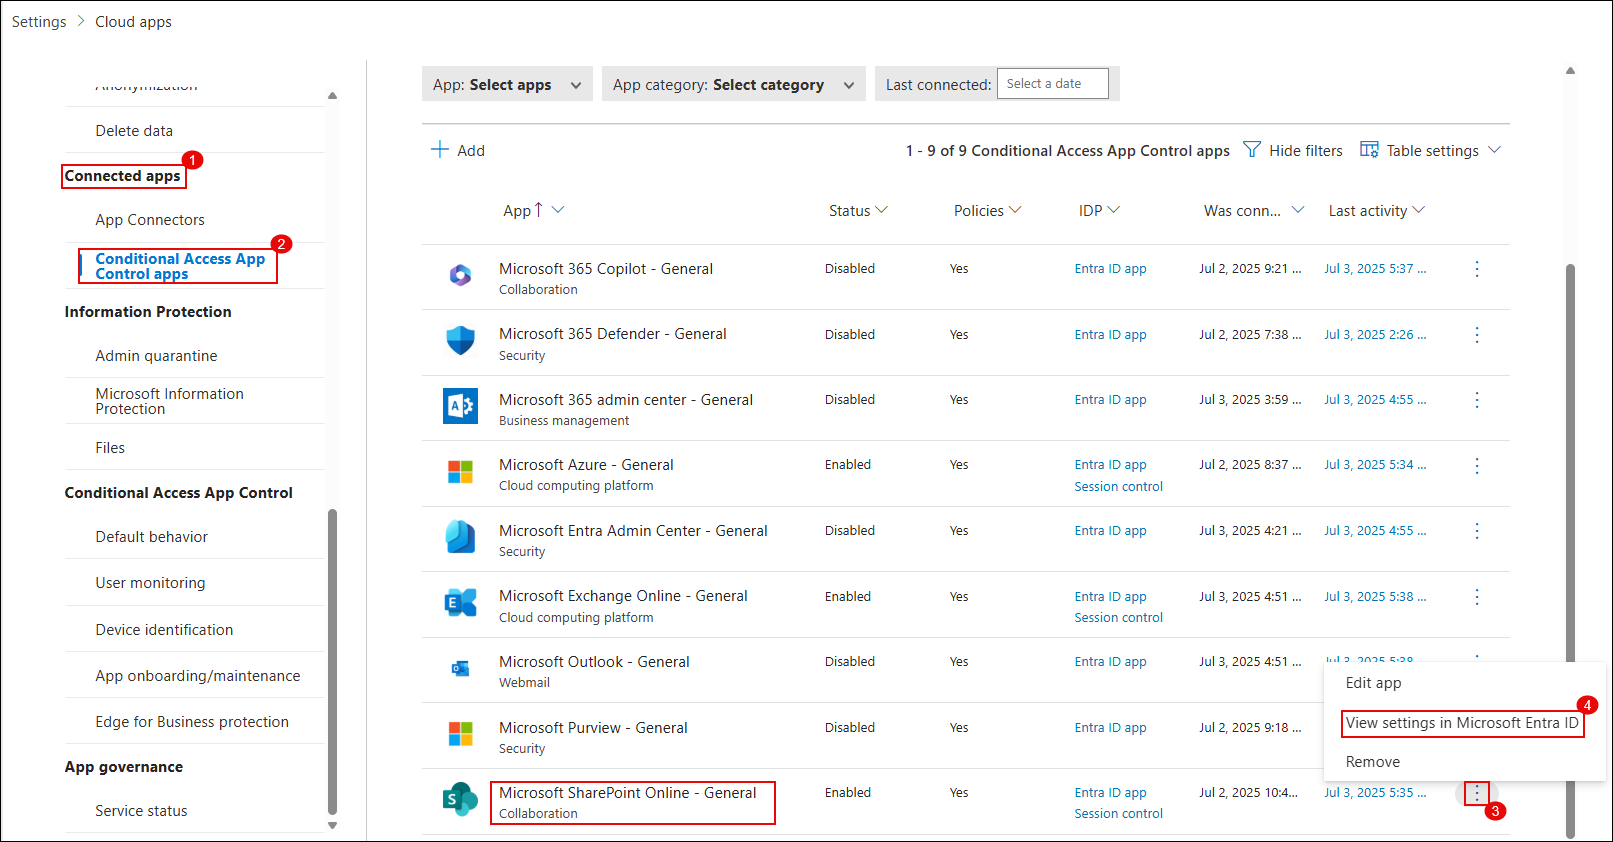 Settings > Cloud apps
Anonymization
Delete data
1
Connected apps
App Connectors
2
Conditional Access App
Control apps
Information Protection
Admin quarantine
Microsoft Information
Protection
Files
Conditional Access App Control
Default behavior
User monitoring
Device identification
App onboarding/maintenance
Edge for Business protection
App governance
Service status
App: Select apps
App category: Select category
Last connected: Select a date
Add
1 - 9 of 9 Conditional Access App Control apps
Hide filters
Table settings
App Status Policies IDP Was conn... Last activity
Microsoft 365 Copilot - General Disabled Yes Entra ID app Jul 2, 2025 9:21 ... Jul 3, 2025 5:37 ...
Collaboration
Microsoft 365 Defender - General Disabled Yes Entra ID app Jul 2, 2025 7:38 ... Jul 3, 2025 2:26 ...
Security
Microsoft 365 admin center - General Disabled Yes Entra ID app Jul 3, 2025 3:59 ... Jul 3, 2025 4:55 ...
Business management
Microsoft Azure - General Enabled Yes Entra ID app Jul 2, 2025 8:37 ... Jul 3, 2025 5:34 ...
Cloud computing platform Session control
Microsoft Entra Admin Center - General Disabled Yes Entra ID app Jul 3, 2025 4:21 ... Jul 3, 2025 4:55 ...
Security
Microsoft Exchange Online - General Enabled Yes Entra ID app Jul 3, 2025 4:51 ... Jul 3, 2025 5:38 ...
Cloud computing platform Session control
Microsoft Outlook - General Disabled Yes Entra ID app Jul 3, 2025 4:51 ... Jul 3, 2025 5:38 ...
Webmail
Edit app
4
View settings in Microsoft Entra ID
Remove
Microsoft Purview - General Disabled Yes Entra ID app Jul 2, 2025 9:18 ...
Security
Microsoft SharePoint Online - General Enabled Yes Entra ID app Jul 2, 2025 10:4... Jul 3, 2025 5:35 ...
Collaboration Session control
3